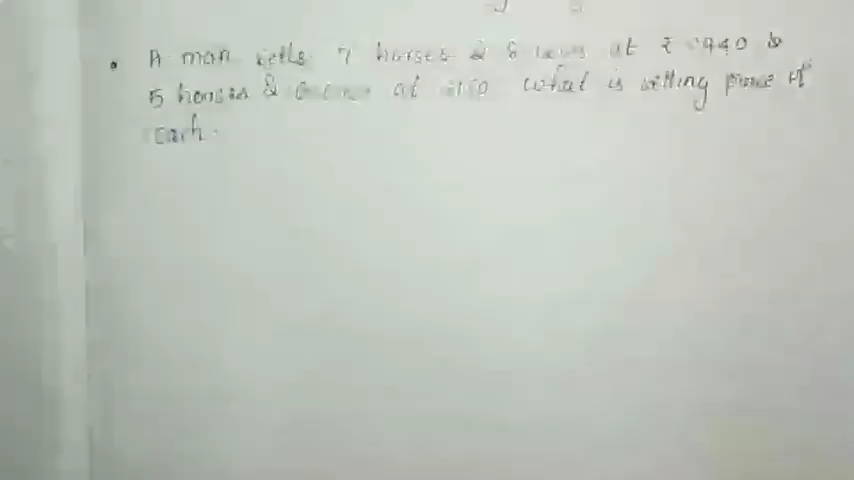 A man sells 7 horses & 8 cows at ₹ 940 &
5 horses & at what is selling price of
each.